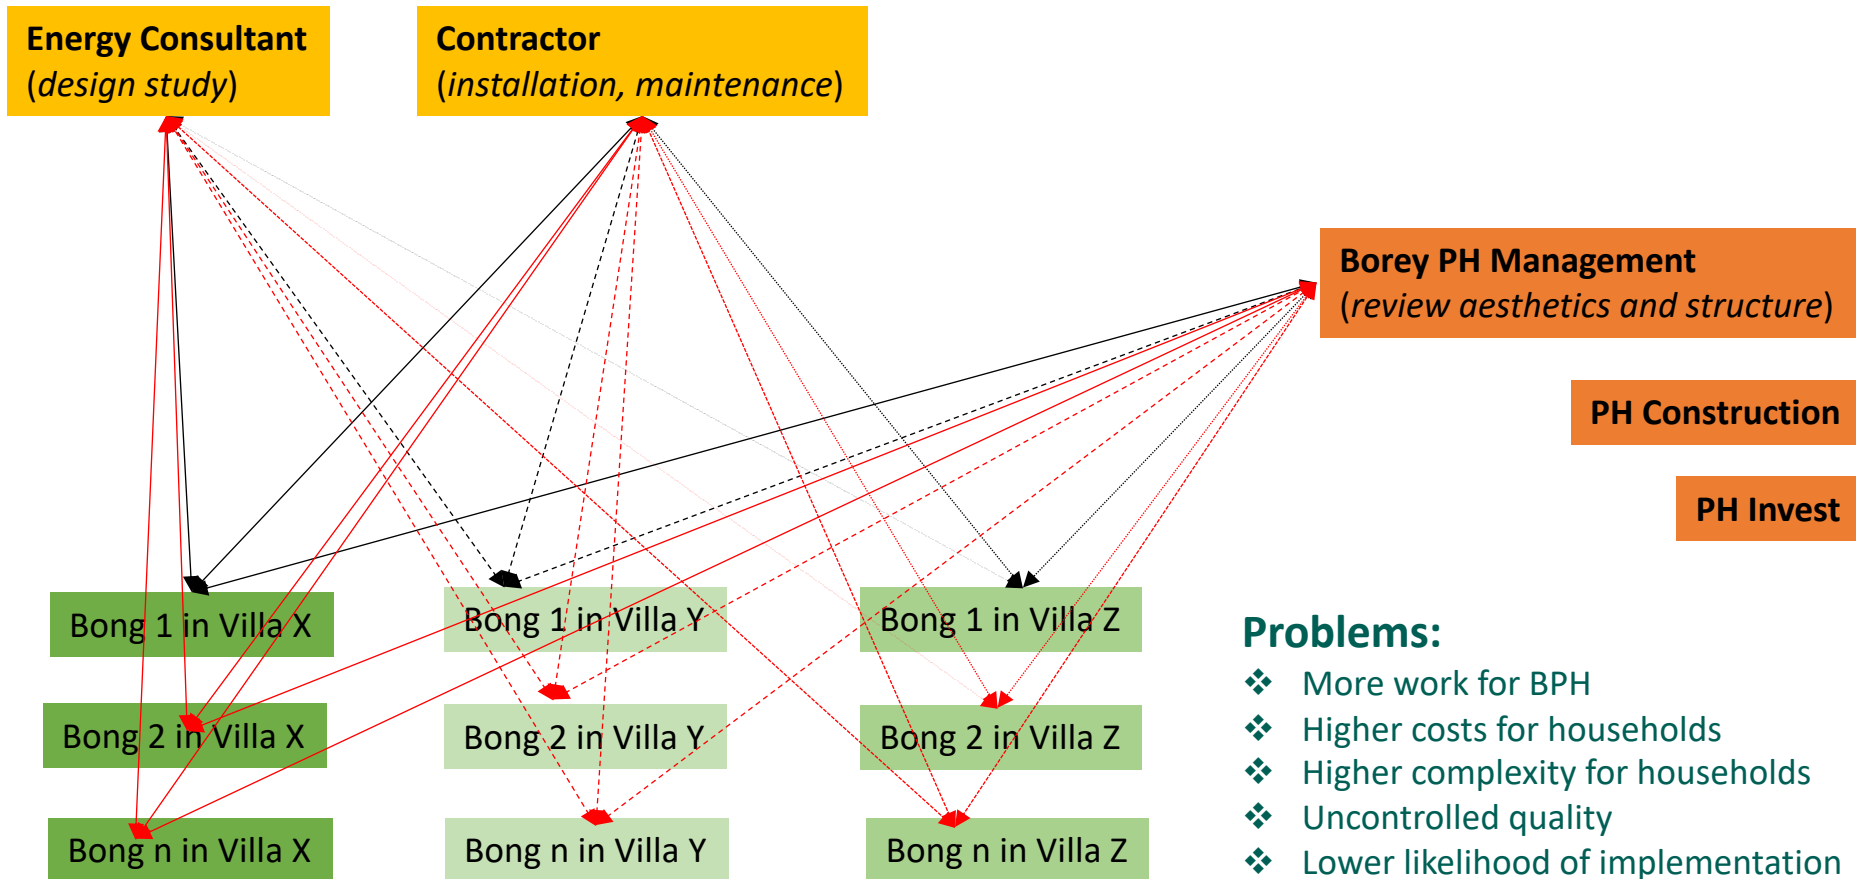 Energy Consultant
(design study)
Contractor
(installation, maintenance)
Borey PH Management
(review aesthetics and structure)
PH Construction
PH Invest
Bong 1 in Villa X
Bong 1 in Villa Y
Bong 1 in Villa Z
Bong 2 in Villa X
Bong 2 in Villa Y
Bong 2 in Villa Z
Bong n in Villa X
Bong n in Villa Y
Bong n in Villa Z
Problems:
❖ More work for BPH
❖ Higher costs for households
❖ Higher complexity for households
❖ Uncontrolled quality
❖ Lower likelihood of implementation